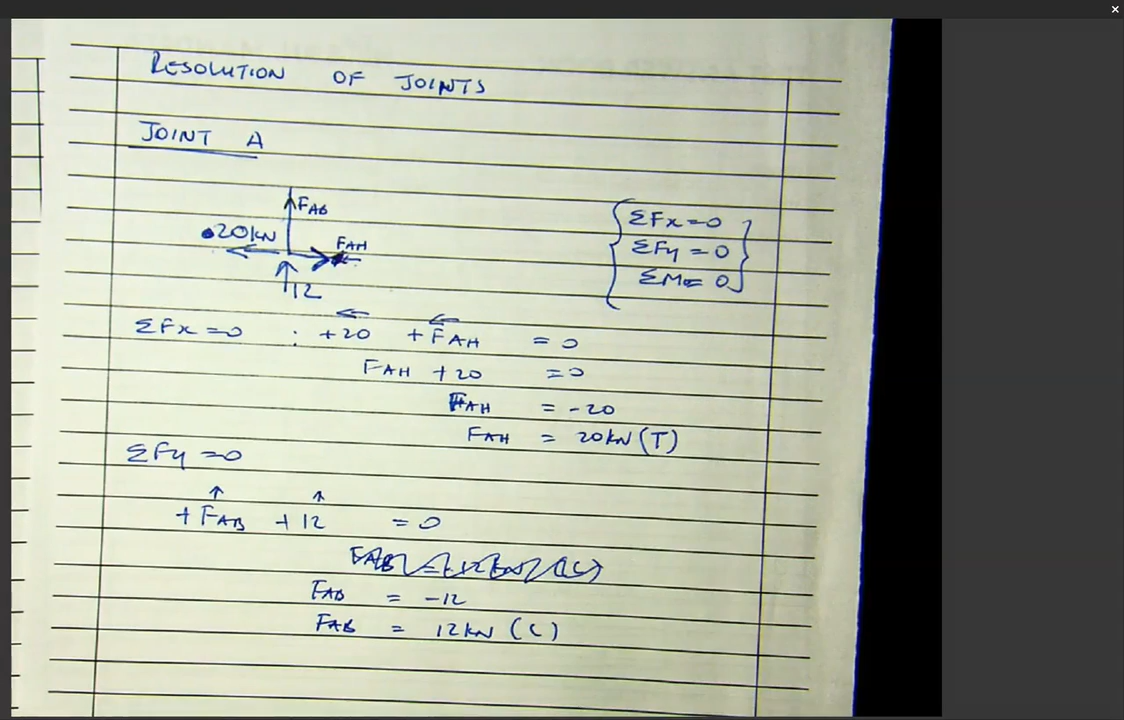 RESOLUTION OF JOINTS
JOINT A
FAB
20kN
FAH
12
ΣFx=0
ΣFy=0
ΣM=0
ΣFx=0 : +20 +FAH = 0
FAH +20 =0
FAH = -20
FAH = 20kN (T)
ΣFy=0
+FAB +12 = 0
FAB = -12
FAB = 12kN (C)